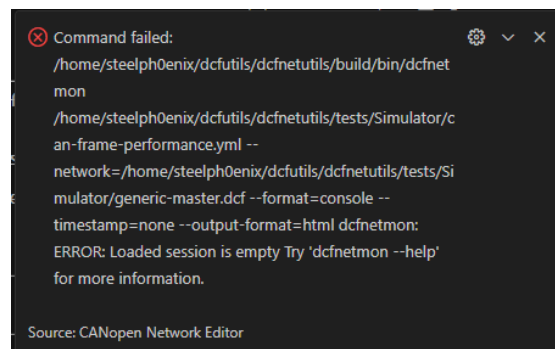 Command failed:
/home/steelph0enix/dcfutils/dcfnetutils/build/bin/dcfnet
mon
/home/steelph0enix/dcfutils/dcfnetutils/tests/Simulator/c
an-frame-performance.yml --
network=/home/steelph0enix/dcfutils/dcfnetutils/tests/Si
mulator/generic-master.dcf --format=console --
timestamp=none --output-format=html dcfnetmon:
ERROR: Loaded session is empty Try 'dcfnetmon --help'
for more information.
Source: CANopen Network Editor